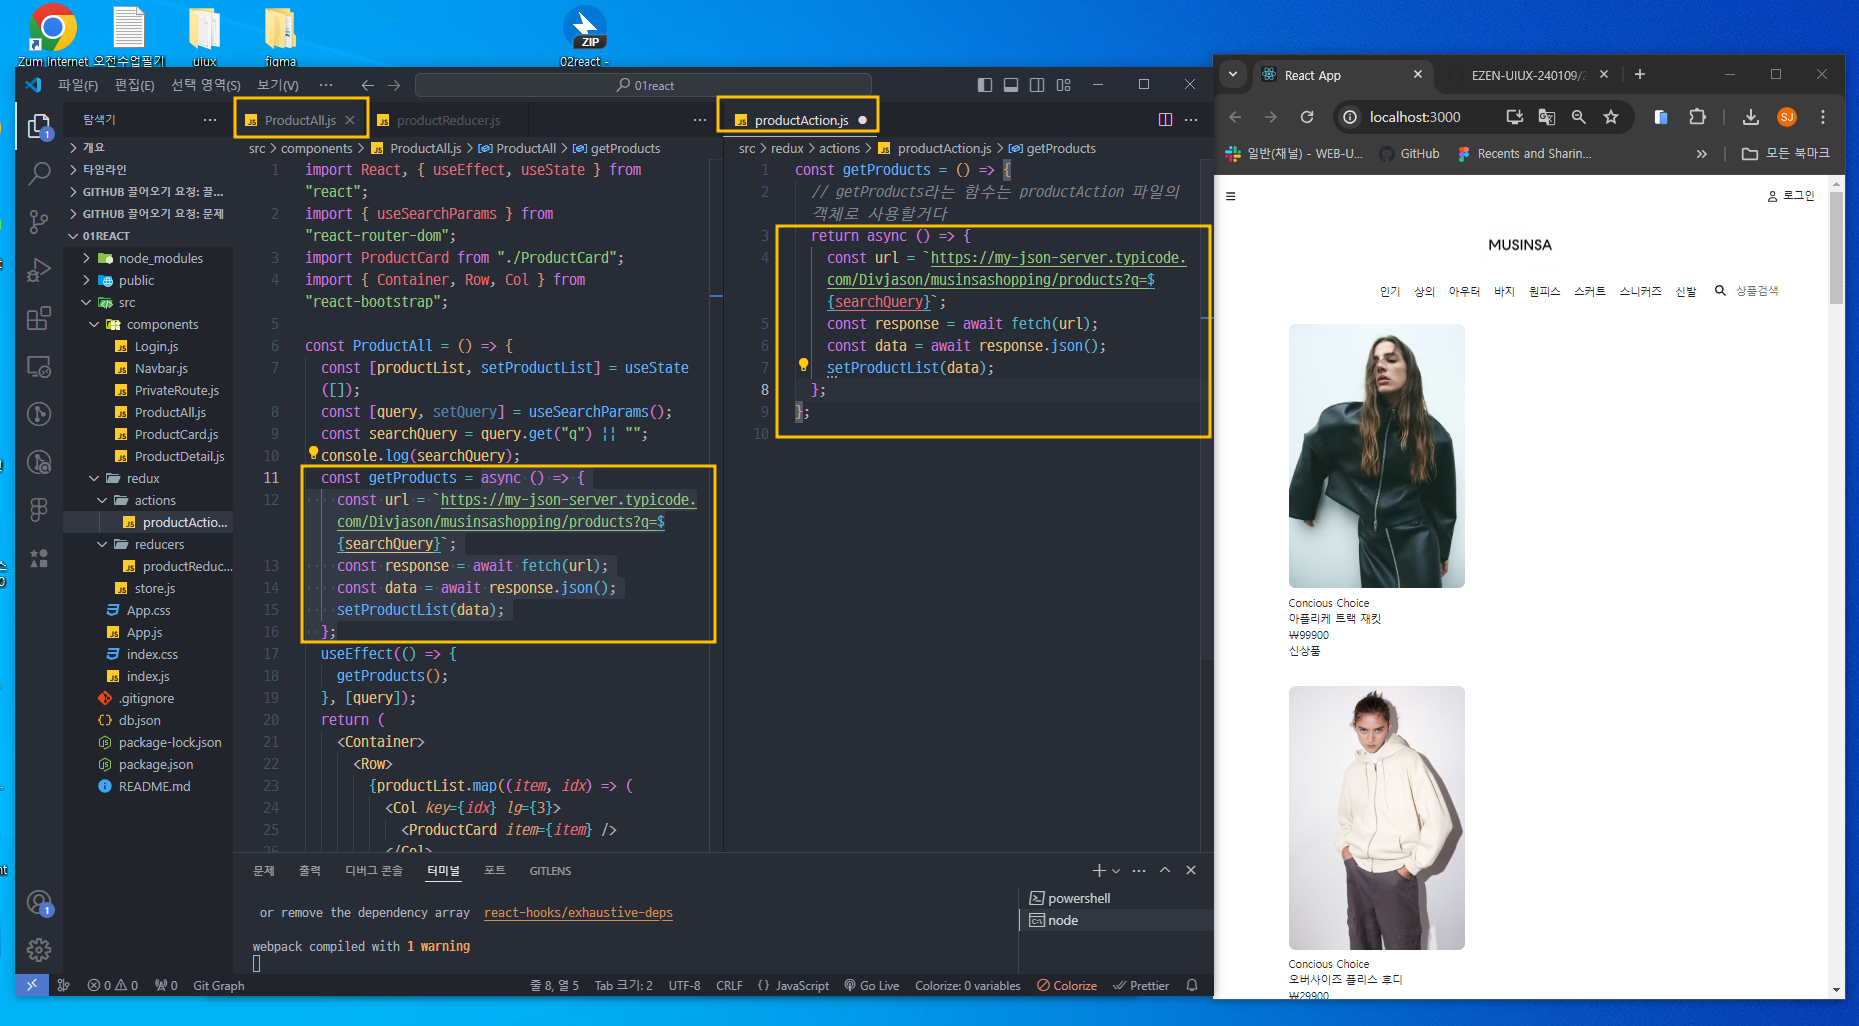 Zum Internet
오전수업필기
uiux
figma
ZIP
02react -
파일(F) 편집(E) 선택 영역(S) 보기(V) ···
01react
탐색기 ···
개요
타임라인
GITHUB 끌어오기 요청: 끌...
GITHUB 끌어오기 요청: 문제
01REACT
node_modules
public
src
components
Login.js
Navbar.js
PrivateRoute.js
ProductAll.js
ProductCard.js
ProductDetail.js
redux
actions
productActio...
reducers
productReduc...
store.js
App.css
App.js
index.css
index.js
.gitignore
db.json
package-lock.json
package.json
README.md
ProductAll.js productReducer.js ···
src > components > ProductAll.js > ProductAll > getProducts
1 import React, { useEffect, useState } from
"react";
2 import { useSearchParams } from
"react-router-dom";
3 import ProductCard from "./ProductCard";
4 import { Container, Row, Col } from
"react-bootstrap";
5
6 const ProductAll = () => {
7 const [productList, setProductList] = useState
([]);
8 const [query, setQuery] = useSearchParams();
9 const searchQuery = query.get("q") || "";
10 console.log(searchQuery);
11 const getProducts = async () => {
12 const url = `https://my-json-server.typicode.
com/Divjason/musinsashopping/products?q=$
{searchQuery}`;
13 const response = await fetch(url);
14 const data = await response.json();
15 setProductList(data);
16 };
17 useEffect(() => {
18 getProducts();
19 }, [query]);
20 return (
21 <Container>
22 <Row>
23 {productList.map((item, idx) => (
24 <Col key={idx} lg={3}>
25 <ProductCard item={item} />
26 </Col>
productAction.js ● ···
src > redux > actions > productAction.js > getProducts
1 const getProducts = () => {
2 // getProducts라는 함수는 productAction 파일의
객체로 사용할거다
3 return async () => {
4 const url = `https://my-json-server.typicode.
com/Divjason/musinsashopping/products?q=$
{searchQuery}`;
5 const response = await fetch(url);
6 const data = await response.json();
7 setProductList(data);
8 };
9 };
10
문제 출력 디버그 콘솔 터미널 포트 GITLENS
or remove the dependency array react-hooks/exhaustive-deps
webpack compiled with 1 warning
powershell
node
0 0 0 Git Graph 줄 8, 열 5 Tab 크기: 2 UTF-8 CRLF {} JavaScript Go Live Colorize: 0 variables Colorize Prettier
React App
EZEN-UIUX-240109/
localhost:3000
SJ
일반(채널) - WEB-U...
GitHub
Recents and Sharin...
모든 북마크
로그인
MUSINSA
인기 상의 아우터 바지 원피스 스커트 스니커즈 신발 상품검색
Concious Choice
아플리케 트랙 재킷
₩99900
신상품
Concious Choice
오버사이즈 플리스 후디
₩29900